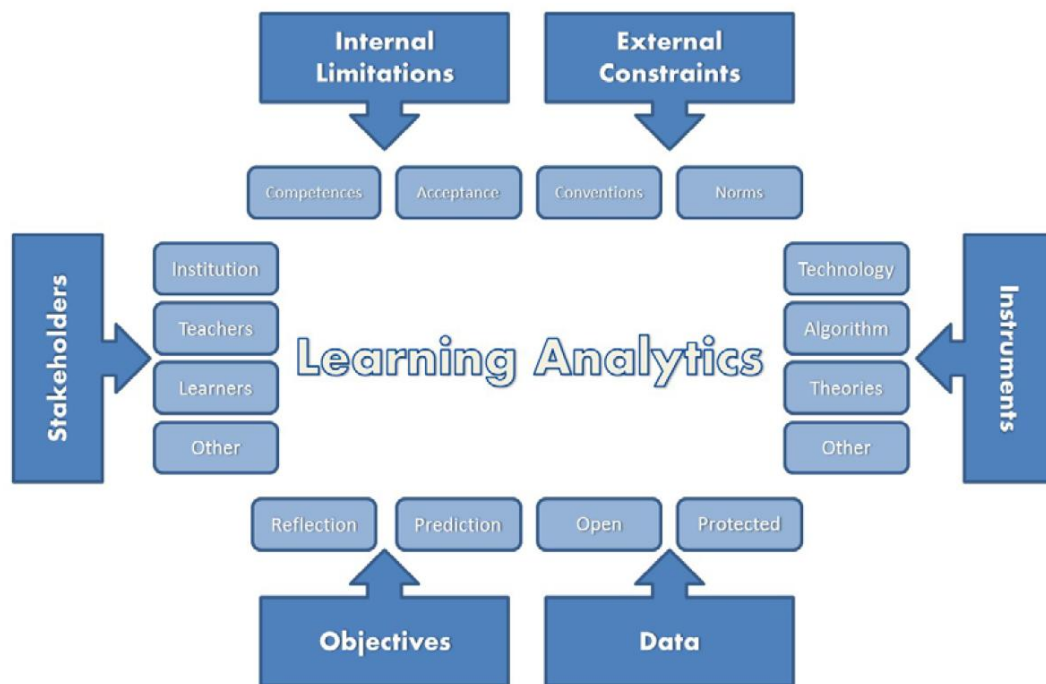 Internal
Limitations
External
Constraints
Competences
Acceptance
Conventions
Norms
Stakeholders
Institution
Teachers
Learners
Other
Learning Analytics
Technology
Algorithm
Theories
Other
Instruments
Reflection
Prediction
Open
Protected
Objectives
Data